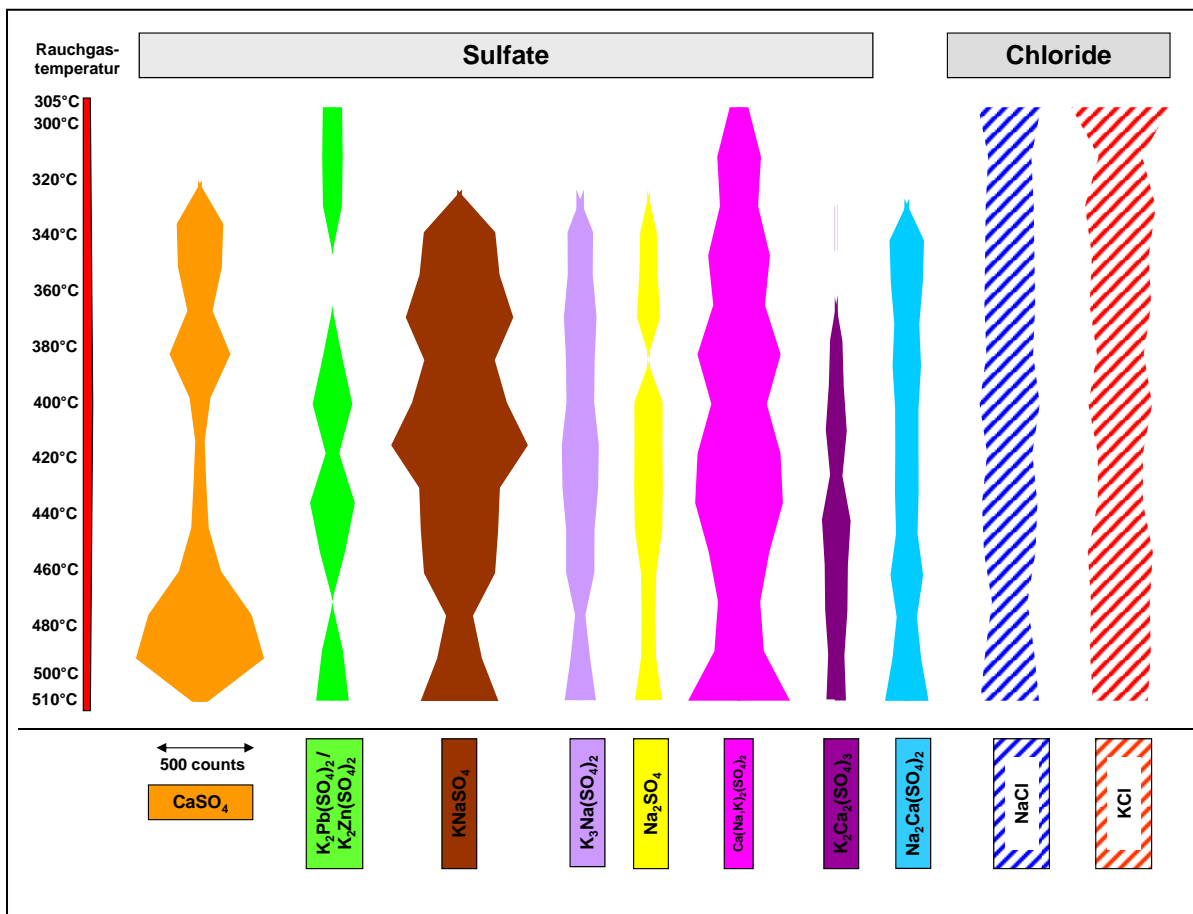 Rauchgas-
temperatur
Sulfate
Chloride
305°C
300°C
320°C
340°C
360°C
380°C
400°C
420°C
440°C
460°C
480°C
500°C
510°C
500 counts
CaSO₄
K₂Pb(SO₄)₂ /
K₂Zn(SO₄)₂
KNaSO₄
K₃Na(SO₄)₂
Na₂SO₄
Ca(Na,K)₂(SO₄)₂
K₂Ca₂(SO₄)₃
Na₂Ca(SO₄)₂
NaCl
KCl